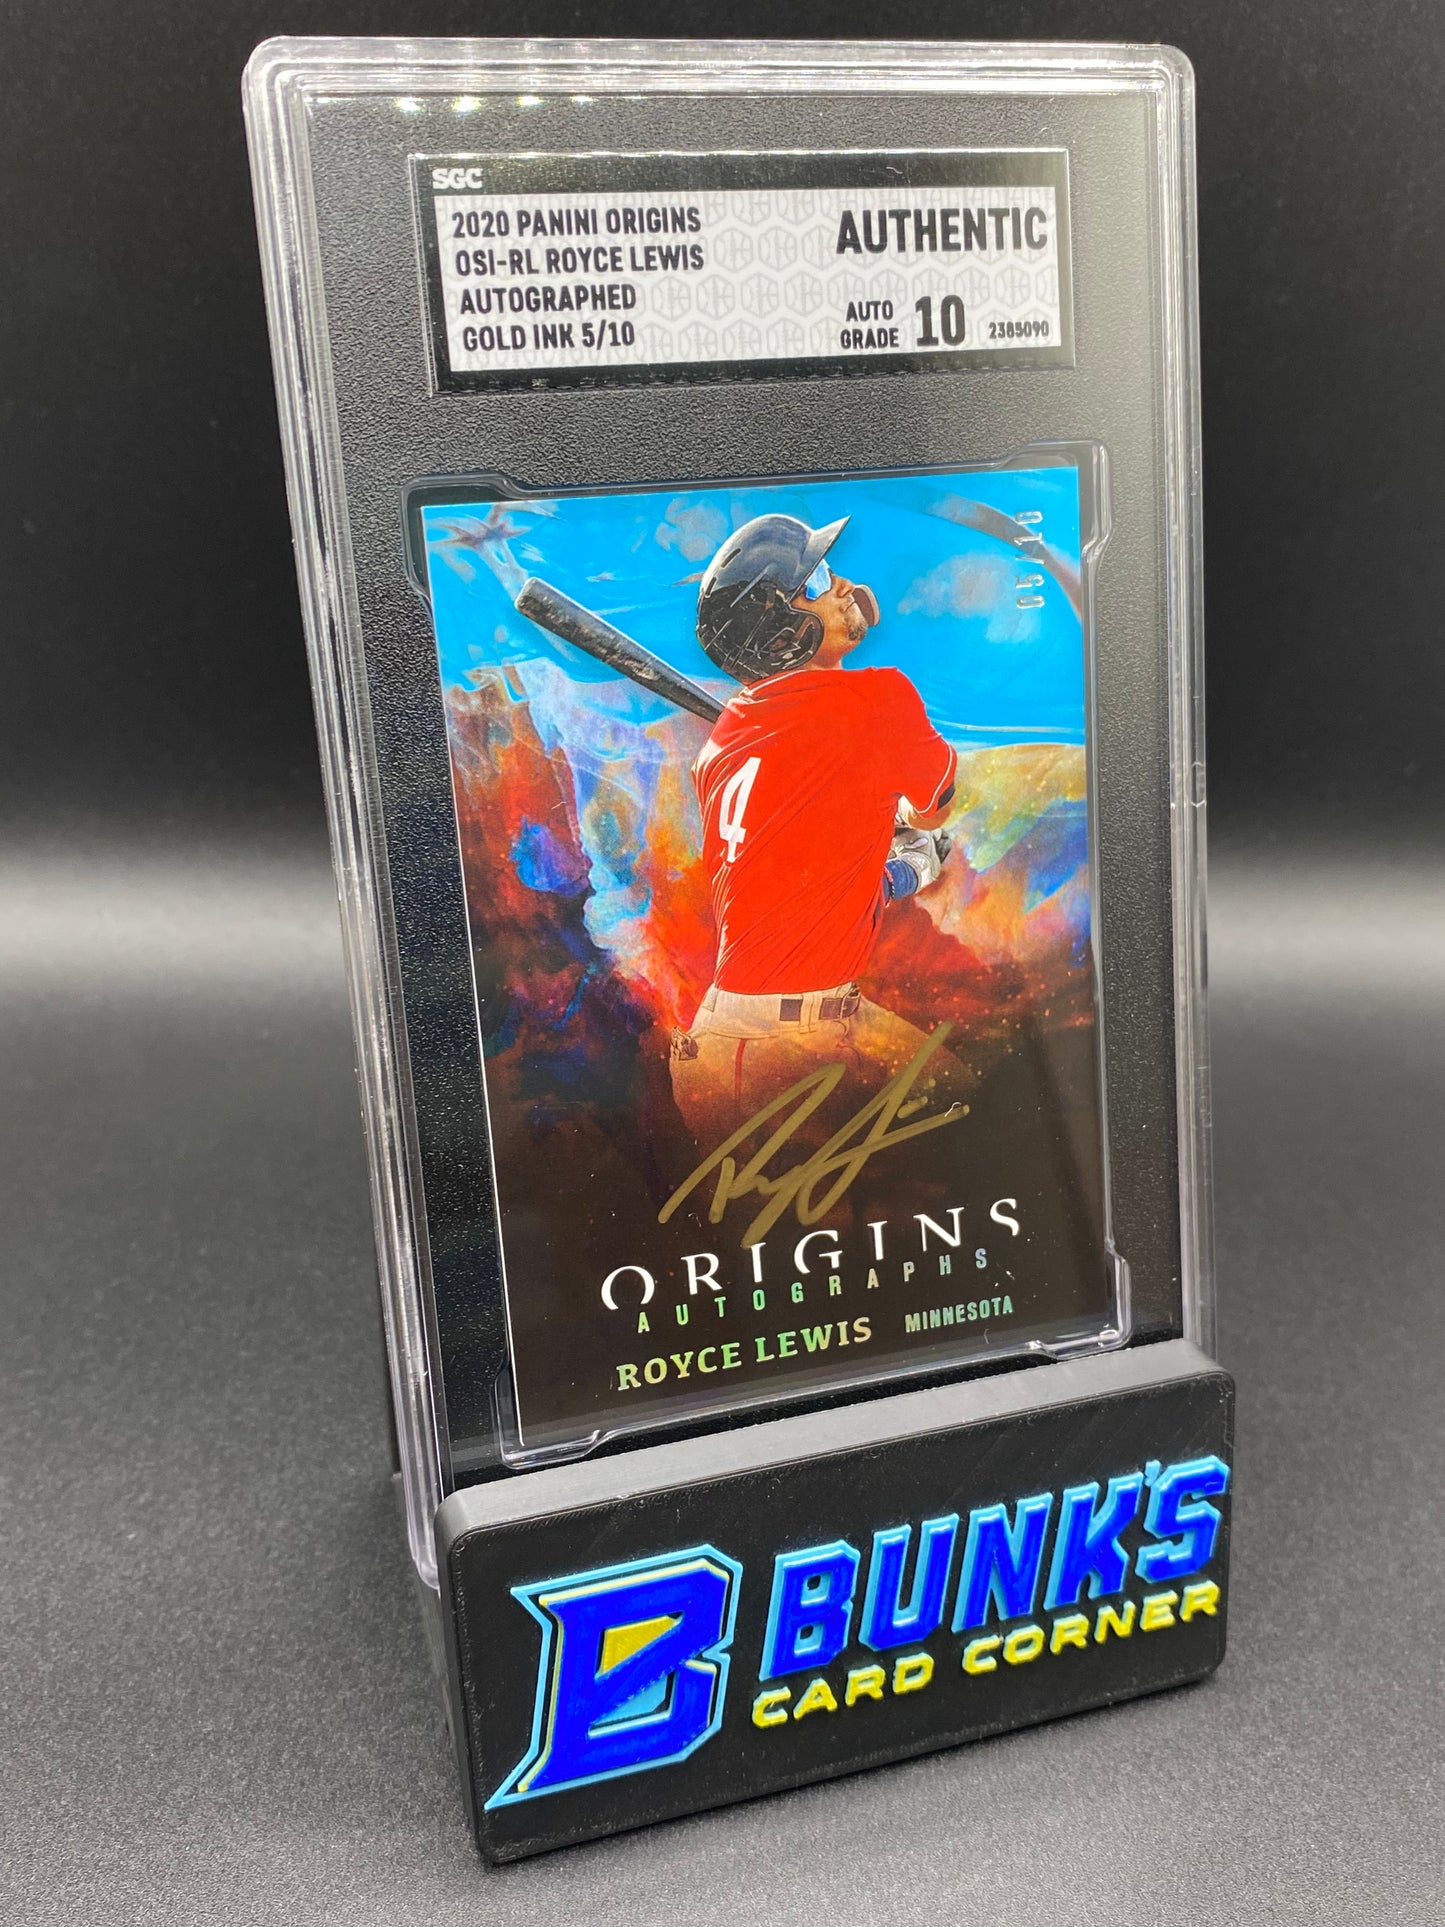 SGC
2020 PANINI ORIGINS
OSI-RL ROYCE LEWIS
AUTOGRAPHED
GOLD INK 5/10
AUTHENTIC
AUTO
GRADE 10
2385090
05/10
4
ORIGINS
AUTOGRAPHS
ROYCE LEWIS MINNESOTA
B BUNK'S
CARD CORNER